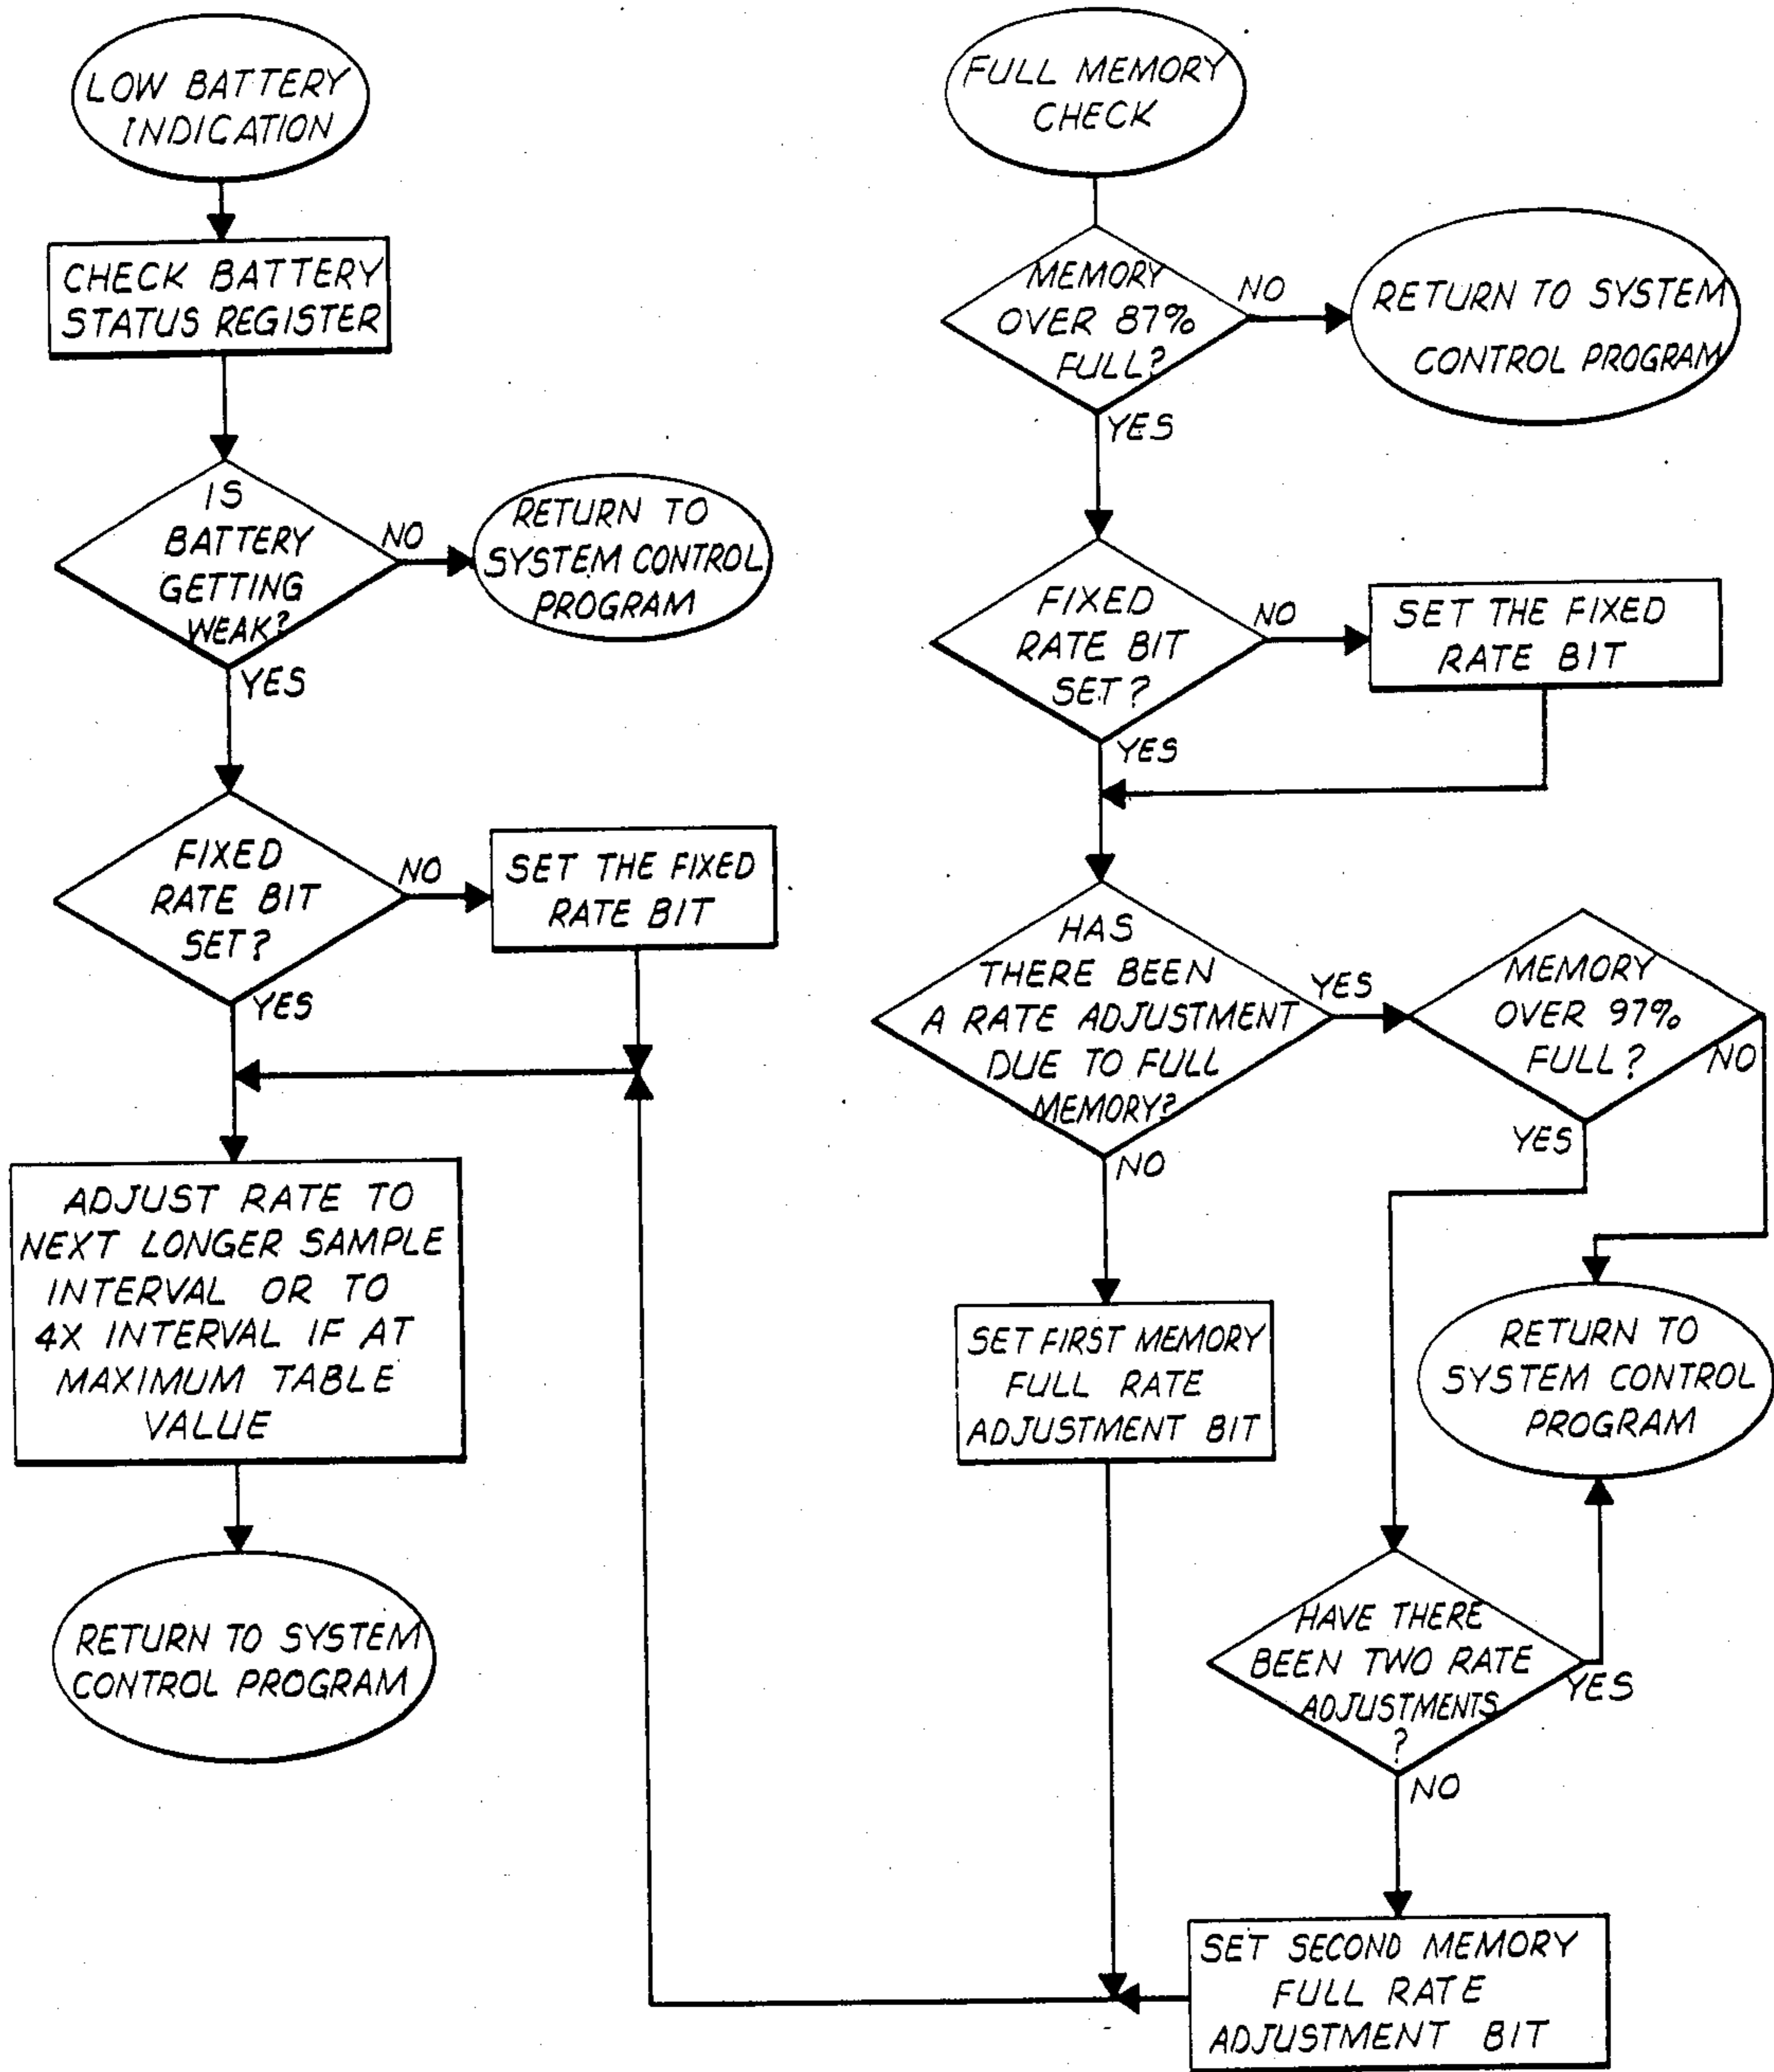 LOW BATTERY
INDICATION
CHECK BATTERY
STATUS REGISTER
IS
BATTERY
GETTING
WEAK?
NO
RETURN TO
SYSTEM CONTROL
PROGRAM
YES
FIXED
RATE BIT
SET?
NO
SET THE FIXED
RATE BIT
YES
ADJUST RATE TO
NEXT LONGER SAMPLE
INTERVAL OR TO
4X INTERVAL IF AT
MAXIMUM TABLE
VALUE
RETURN TO SYSTEM
CONTROL PROGRAM
FULL MEMORY
CHECK
MEMORY
OVER 87%
FULL?
NO
RETURN TO SYSTEM
CONTROL PROGRAM
YES
FIXED
RATE BIT
SET?
NO
SET THE FIXED
RATE BIT
YES
HAS
THERE BEEN
A RATE ADJUSTMENT
DUE TO FULL
MEMORY?
YES
MEMORY
OVER 97%
FULL?
NO
YES
NO
SET FIRST MEMORY
FULL RATE
ADJUSTMENT BIT
RETURN TO
SYSTEM CONTROL
PROGRAM
HAVE THERE
BEEN TWO RATE
ADJUSTMENTS
?
YES
NO
SET SECOND MEMORY
FULL RATE
ADJUSTMENT BIT